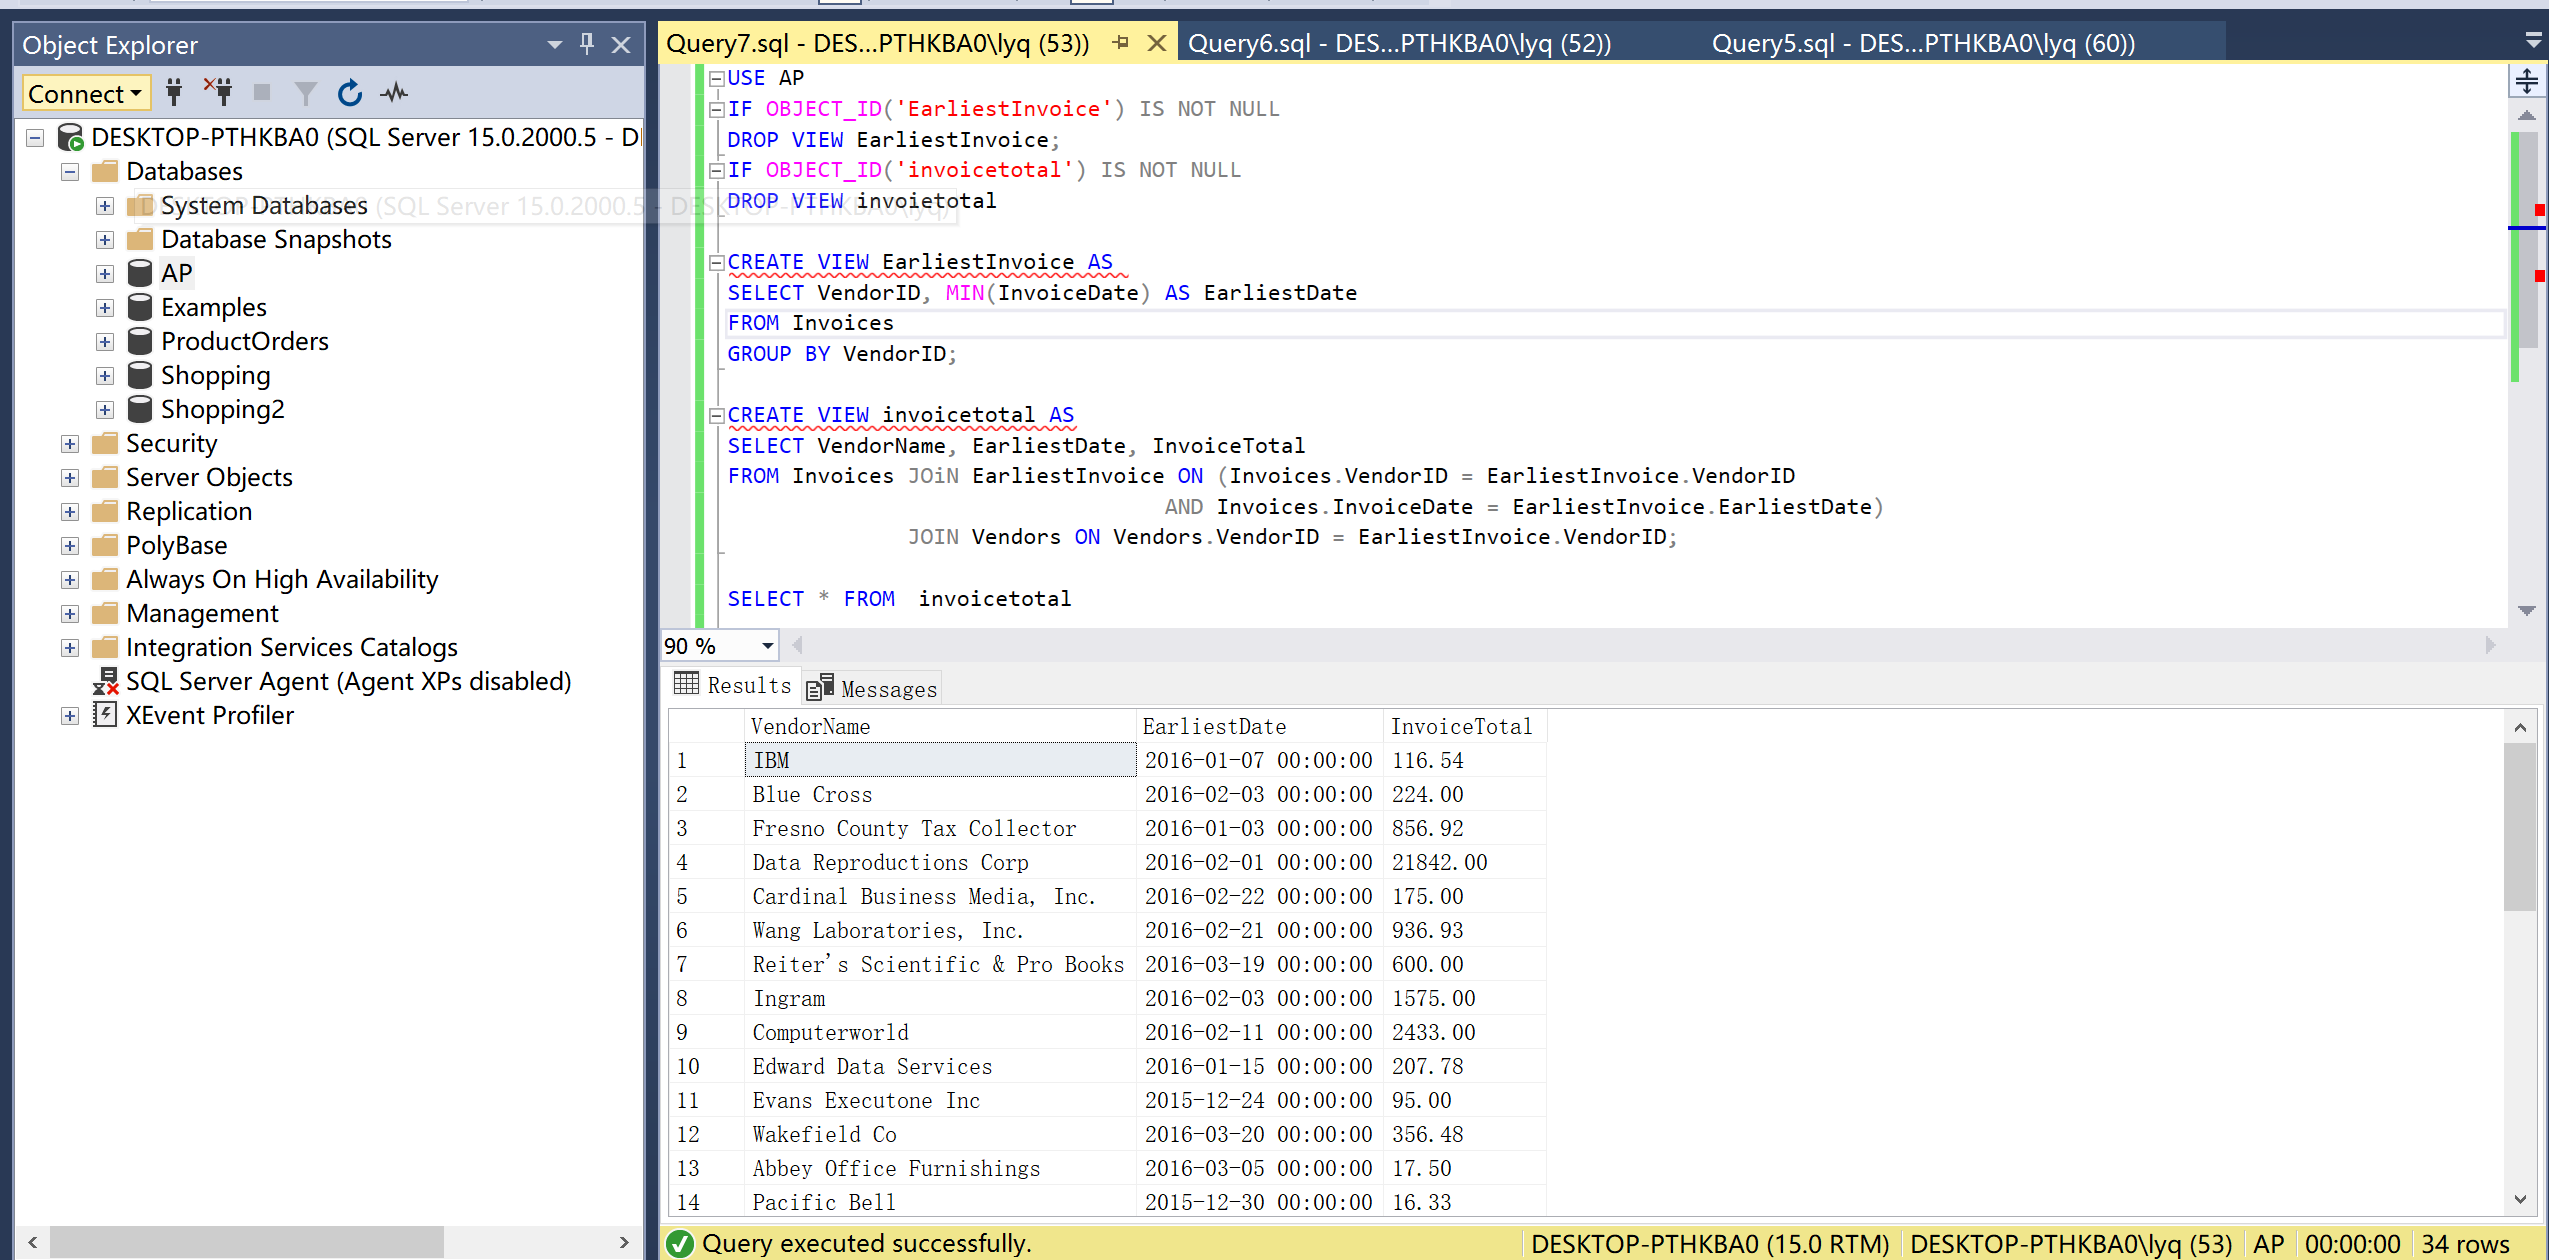 Object Explorer
Connect
DESKTOP-PTHKBA0 (SQL Server 15.0.2000.5 - DI
Databases
System Databases
DESKTOP-PTHKBA0 (SQL Server 15.0.2000.5 - DESKTOP-PTHKBA0\lyq)
Database Snapshots
AP
Examples
ProductOrders
Shopping
Shopping2
Security
Server Objects
Replication
PolyBase
Always On High Availability
Management
Integration Services Catalogs
SQL Server Agent (Agent XPs disabled)
XEvent Profiler
Query7.sql - DES...PTHKBA0\lyq (53)) Query6.sql - DES...PTHKBA0\lyq (52)) Query5.sql - DES...PTHKBA0\lyq (60))
USE AP
IF OBJECT_ID('EarliestInvoice') IS NOT NULL
DROP VIEW EarliestInvoice;
IF OBJECT_ID('invoicetotal') IS NOT NULL
DROP VIEW invoietotal
CREATE VIEW EarliestInvoice AS
SELECT VendorID, MIN(InvoiceDate) AS EarliestDate
FROM Invoices
GROUP BY VendorID;
CREATE VIEW invoicetotal AS
SELECT VendorName, EarliestDate, InvoiceTotal
FROM Invoices JOiN EarliestInvoice ON (Invoices.VendorID = EarliestInvoice.VendorID
AND Invoices.InvoiceDate = EarliestInvoice.EarliestDate)
JOIN Vendors ON Vendors.VendorID = EarliestInvoice.VendorID;
SELECT * FROM  invoicetotal
90 %
Results Messages
VendorName EarliestDate InvoiceTotal
1 IBM 2016-01-07 00:00:00 116.54
2 Blue Cross 2016-02-03 00:00:00 224.00
3 Fresno County Tax Collector 2016-01-03 00:00:00 856.92
4 Data Reproductions Corp 2016-02-01 00:00:00 21842.00
5 Cardinal Business Media, Inc. 2016-02-22 00:00:00 175.00
6 Wang Laboratories, Inc. 2016-02-21 00:00:00 936.93
7 Reiter's Scientific & Pro Books 2016-03-19 00:00:00 600.00
8 Ingram 2016-02-03 00:00:00 1575.00
9 Computerworld 2016-02-11 00:00:00 2433.00
10 Edward Data Services 2016-01-15 00:00:00 207.78
11 Evans Executone Inc 2015-12-24 00:00:00 95.00
12 Wakefield Co 2016-03-20 00:00:00 356.48
13 Abbey Office Furnishings 2016-03-05 00:00:00 17.50
14 Pacific Bell 2015-12-30 00:00:00 16.33
Query executed successfully. DESKTOP-PTHKBA0 (15.0 RTM) DESKTOP-PTHKBA0\lyq (53) AP 00:00:00 34 rows